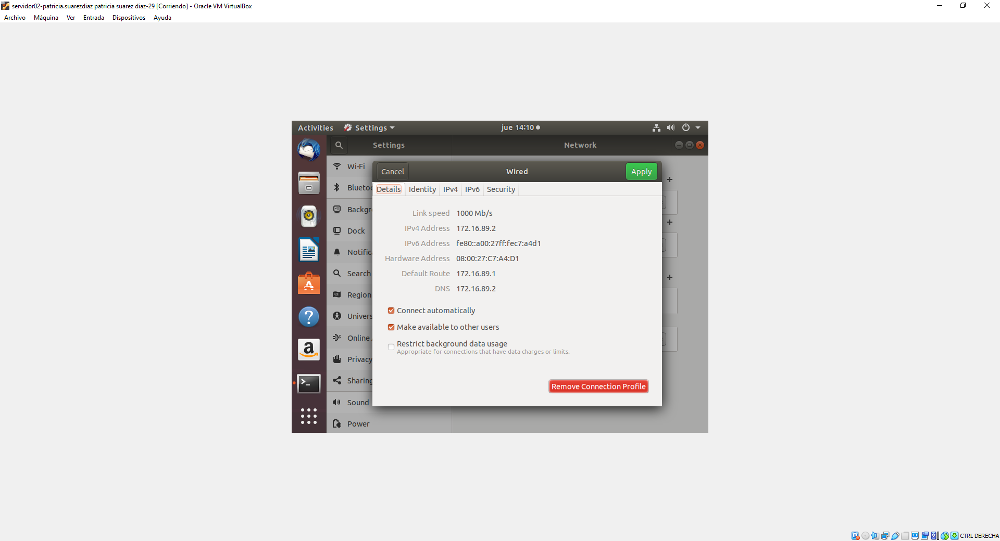 servidor02-patricia.suarezdiaz patricia suarez diaz-29 [Corriendo] - Oracle VM VirtualBox
Archivo Máquina Ver Entrada Dispositivos Ayuda
Activities Settings jue 14:10
Settings Network
Wi-Fi
Bluetoo
Backgr
Dock
Notifica
Search
Region
Univers
Online A
Privacy
Sharing
Sound
Power
Cancel Wired Apply
Details Identity IPv4 IPv6 Security
Link speed 1000 Mb/s
IPv4 Address 172.16.89.2
IPv6 Address fe80::a00:27ff:fec7:a4d1
Hardware Address 08:00:27:C7:A4:D1
Default Route 172.16.89.1
DNS 172.16.89.2
Connect automatically
Make available to other users
Restrict background data usage
Appropriate for connections that have data charges or limits.
Remove Connection Profile
CTRL DERECHA